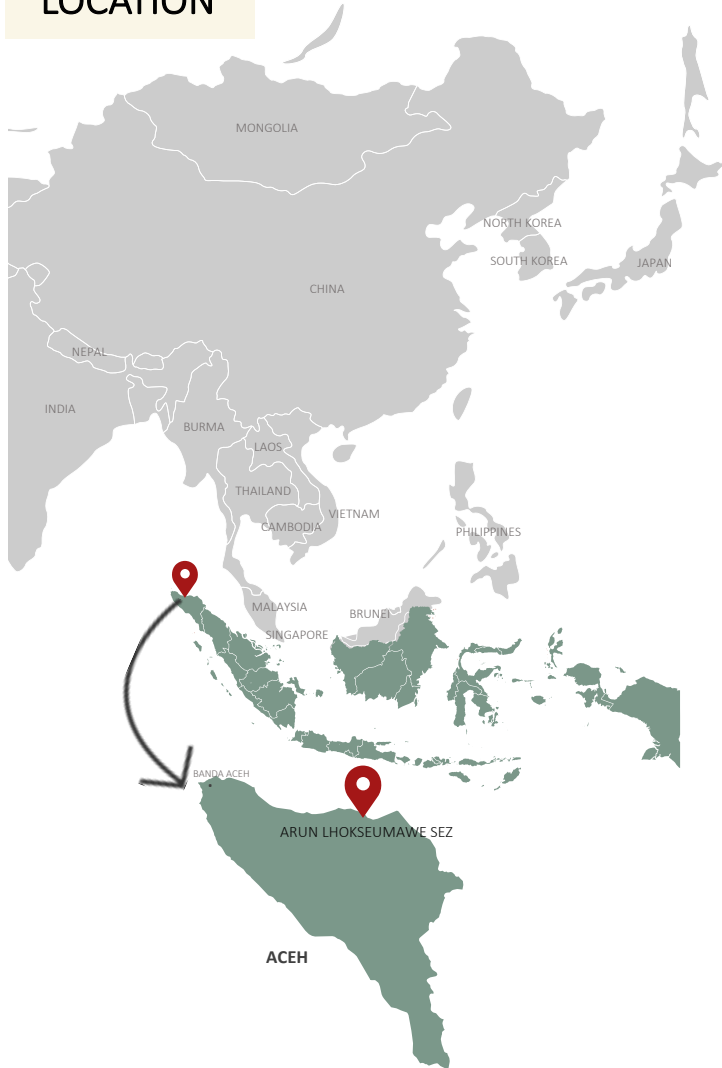 LOCATION
MONGOLIA
NORTH KOREA
SOUTH KOREA
JAPAN
CHINA
NEPAL
INDIA
BURMA
LAOS
THAILAND
VIETNAM
CAMBODIA
PHILIPPINES
MALAYSIA
BRUNEI
SINGAPORE
BANDA ACEH
ARUN LHOKSEUMAWE SEZ
ACEH